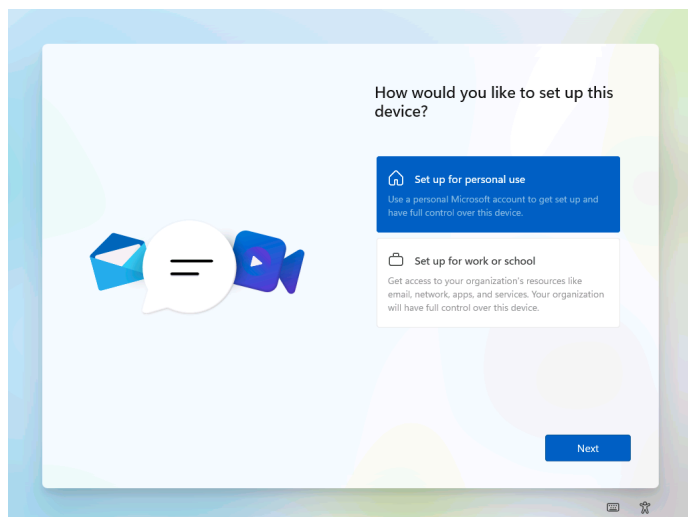 How would you like to set up this
device?
Set up for personal use
Use a personal Microsoft account to get set up and
have full control over this device.
Set up for work or school
Get access to your organization's resources like
email, network, apps, and services. Your organization
will have full control over this device.
Next